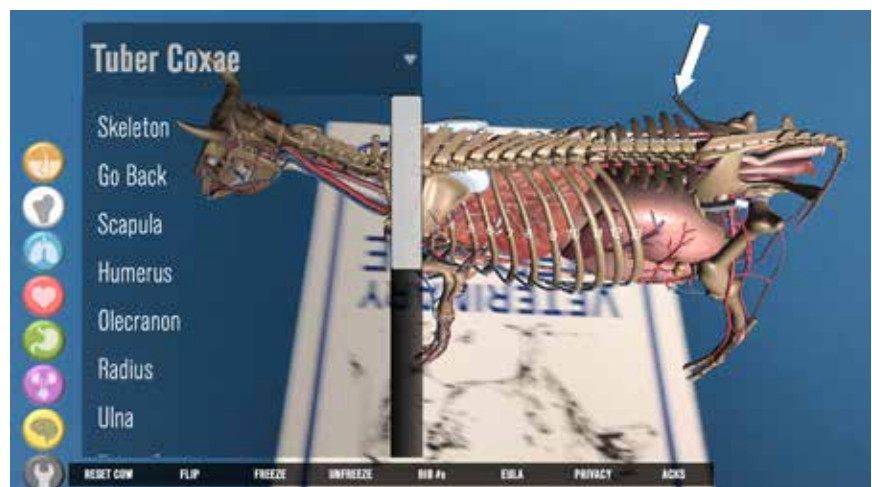 Tuber Coxae
Skeleton
Go Back
Scapula
Humerus
Olecranon
Radius
Ulna
RESET COW
FLIP
FREEZE
UNFREEZE
RIB #s
EULA
PRIVACY
ACKS